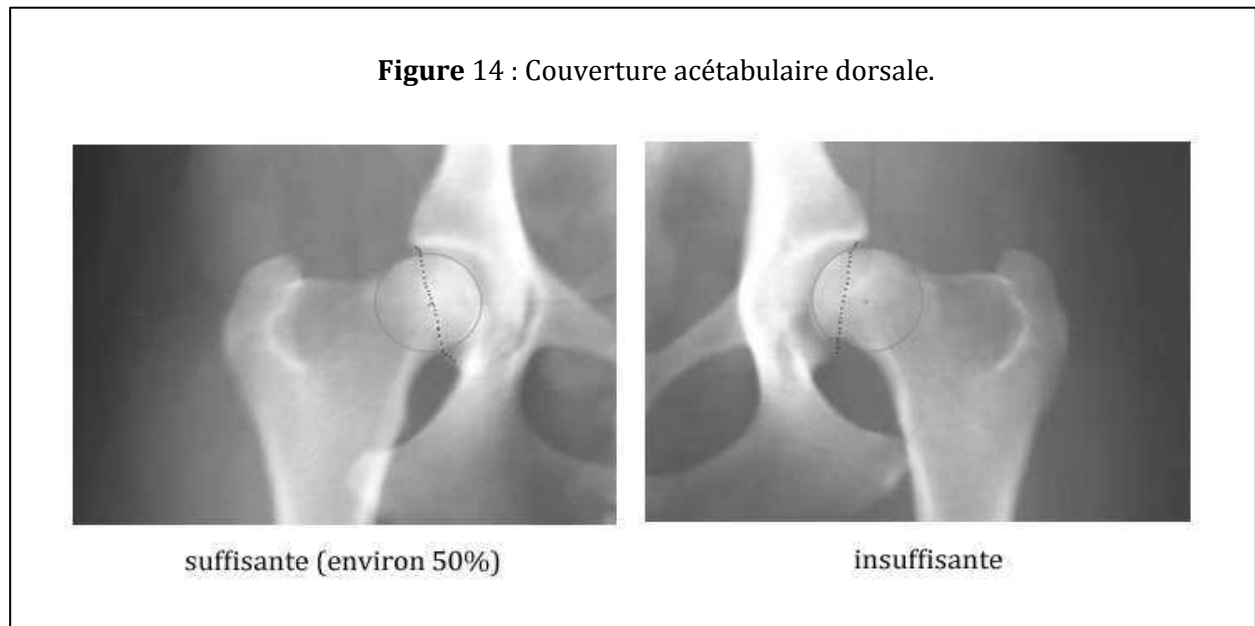 Figure 14 : Couverture acétabulaire dorsale.
suffisante (environ 50%)
insuffisante